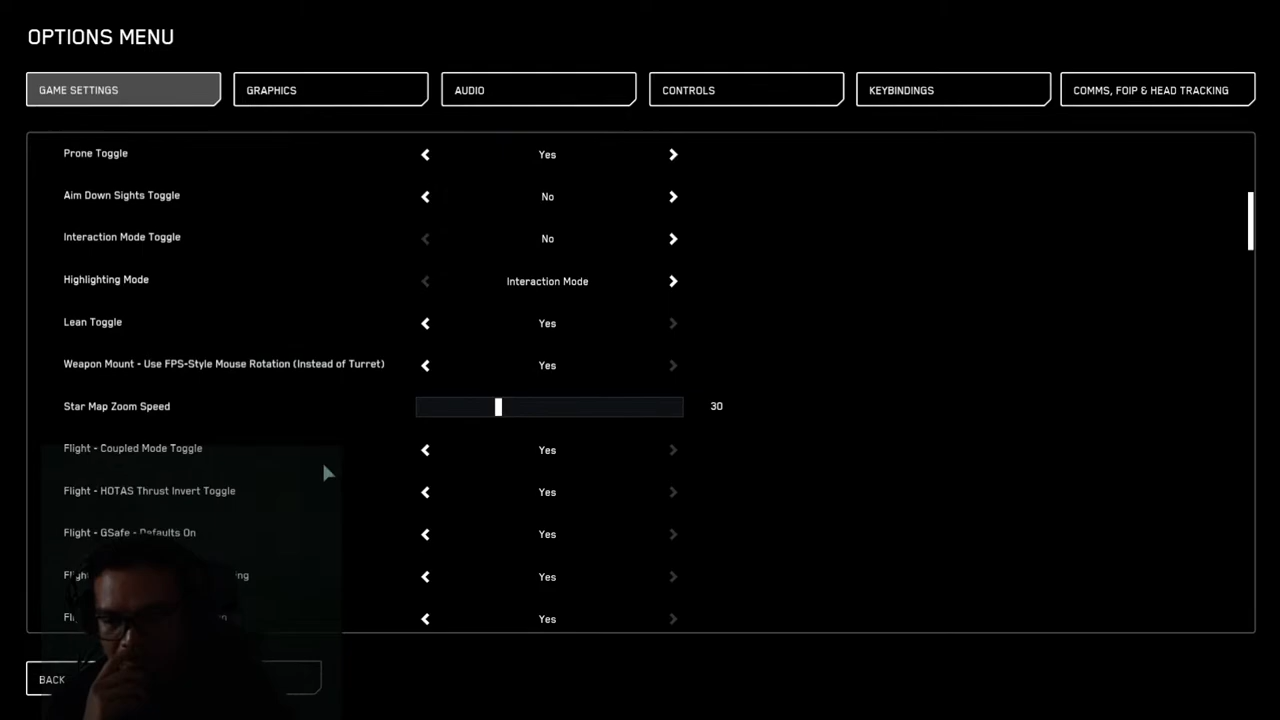 OPTIONS MENU
GAME SETTINGS GRAPHICS AUDIO CONTROLS KEYBINDINGS COMMS, FOIP & HEAD TRACKING
Prone Toggle Yes
Aim Down Sights Toggle No
Interaction Mode Toggle No
Highlighting Mode Interaction Mode
Lean Toggle Yes
Weapon Mount - Use FPS-Style Mouse Rotation (Instead of Turret) Yes
Star Map Zoom Speed 30
Flight - Coupled Mode Toggle Yes
Flight - HOTAS Thrust Invert Toggle Yes
Flight - GSafe - Defaults On Yes
Yes
Yes
BACK